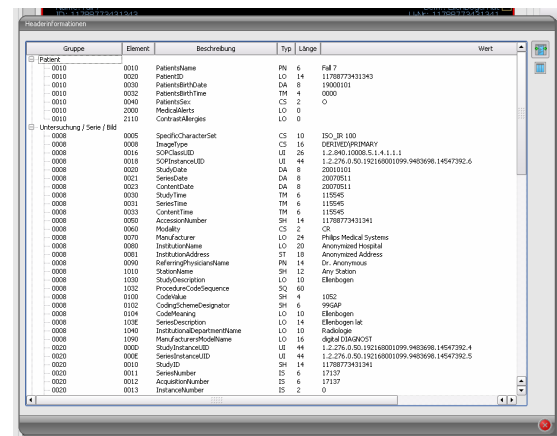 ID: 11788773431343
Headerinformationen
Gruppe Element Beschreibung Typ Länge Wert
Patient
0010 0010 PatientsName PN 6 Fall 7
0010 0020 PatientID LO 14 11788773431343
0010 0030 PatientsBirthDate DA 8 19000101
0010 0032 PatientsBirthTime TM 4 0000
0010 0040 PatientsSex CS 2 O
0010 2000 MedicalAlerts LO 0
0010 2110 ContrastAllergies LO 0
Untersuchung / Serie / Bild
0008 0005 SpecificCharacterSet CS 10 ISO_IR 100
0008 0008 ImageType CS 16 DERIVED\PRIMARY
0008 0016 SOPClassUID UI 26 1.2.840.10008.5.1.4.1.1.1
0008 0018 SOPInstanceUID UI 44 1.2.276.0.50.192168001099.9483698.14547392.6
0008 0020 StudyDate DA 8 20010101
0008 0021 SeriesDate DA 8 20070511
0008 0023 ContentDate DA 8 20070511
0008 0030 StudyTime TM 6 115545
0008 0031 SeriesTime TM 6 115545
0008 0033 ContentTime TM 6 115545
0008 0050 AccessionNumber SH 14 11788773431341
0008 0060 Modality CS 2 CR
0008 0070 Manufacturer LO 24 Philips Medical Systems
0008 0080 InstitutionName LO 20 Anonymized Hospital
0008 0081 InstitutionAddress ST 18 Anonymized Address
0008 0090 ReferringPhysiciansName PN 14 Dr. Anonymous
0008 1010 StationName SH 12 Any Station
0008 1030 StudyDescription LO 10 Ellenbogen
0008 1032 ProcedureCodeSequence SQ 60
0008 0100 CodeValue SH 4 1052
0008 0102 CodingSchemeDesignator SH 6 99GAP
0008 0104 CodeMeaning LO 10 Ellenbogen
0008 103E SeriesDescription LO 14 Ellenbogen lat
0008 1040 InstitutionalDepartmentName LO 10 Radiologie
0008 1090 ManufacturersModelName LO 16 digital DIAGNOST
0020 000D StudyInstanceUID UI 44 1.2.276.0.50.192168001099.9483698.14547392.4
0020 000E SeriesInstanceUID UI 44 1.2.276.0.50.192168001099.9483698.14547392.5
0020 0010 StudyID SH 14 11788773431341
0020 0011 SeriesNumber IS 6 17137
0020 0012 AcquisitionNumber IS 6 17137
0020 0013 InstanceNumber IS 2 0